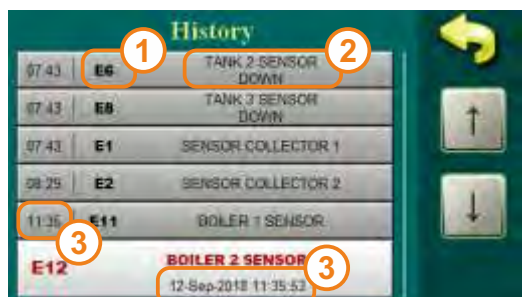 History
07:43 E6 TANK 2 SENSOR
DOWN
07:43 E8 TANK 3 SENSOR
DOWN
07:43 E1 SENSOR COLLECTOR 1
08:29 E2 SENSOR COLLECTOR 2
11:35 E11 BOILER 1 SENSOR
E12 BOILER 2 SENSOR
12-Sep-2018 11:35:53
1
2
3
3